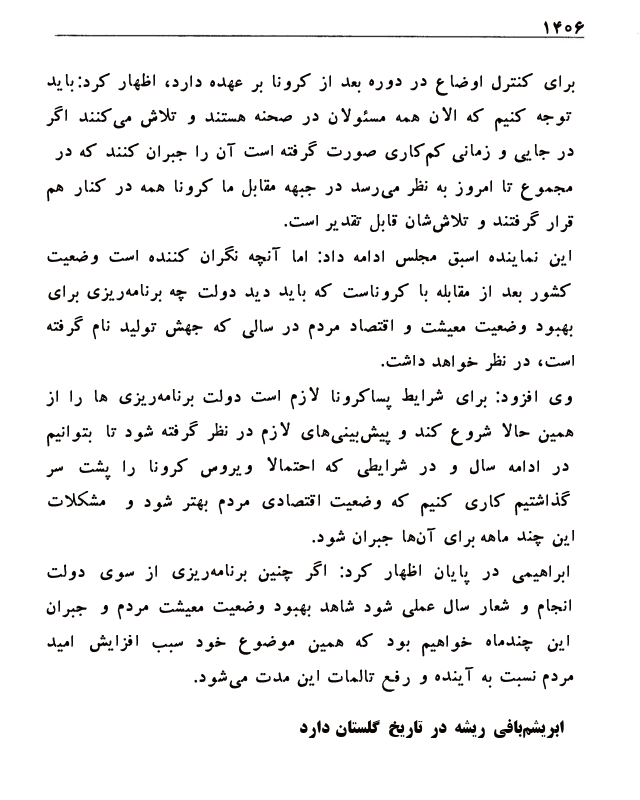 ۱۴۰۶
برای کنترل اوضاع در دوره بعد از کرونا بر عهده دارد، اظهار کرد: باید
توجه کنیم که الان همه مسئولان در صحنه هستند و تلاش می‌کنند اگر
در جایی و زمانی کم‌کاری صورت گرفته است آن را جبران کنند که در
مجموع تا امروز به نظر می‌رسد در جبهه مقابل ما کرونا همه در کنار هم
قرار گرفتند و تلاش‌شان قابل تقدیر است.
این نماینده اسبق مجلس ادامه داد: اما آنچه نگران کننده است وضعیت
کشور بعد از مقابله با کروناست که باید دید دولت چه برنامه‌ریزی برای
بهبود وضعیت معیشت و اقتصاد مردم در سالی که جهش تولید نام گرفته
است، در نظر خواهد داشت.
وی افزود: برای شرایط پساکرونا لازم است دولت برنامه‌ریزی ها را از
همین حالا شروع کند و پیش‌بینی‌های لازم در نظر گرفته شود تا بتوانیم
در ادامه سال و در شرایطی که احتمالا ویروس کرونا را پشت سر
گذاشتیم کاری کنیم که وضعیت اقتصادی مردم بهتر شود و مشکلات
این چند ماهه برای آن‌ها جبران شود.
ابراهیمی در پایان اظهار کرد: اگر چنین برنامه‌ریزی از سوی دولت
انجام و شعار سال عملی شود شاهد بهبود وضعیت معیشت مردم و جبران
این چندماه خواهیم بود که همین موضوع خود سبب افزایش امید
مردم نسبت به آینده و رفع تالمات این مدت می‌شود.
ابریشم‌بافی ریشه در تاریخ گلستان دارد